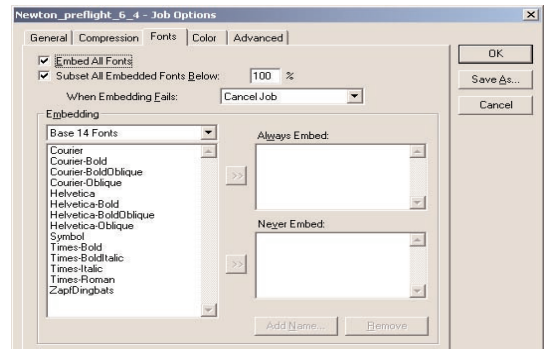 Newton_preflight_6_4 - Job Options
General Compression Fonts Color Advanced
Embed All Fonts
Subset All Embedded Fonts Below: 100 %
When Embedding Fails: Cancel Job
OK
Save As...
Cancel
Embedding
Base 14 Fonts
Courier
Courier-Bold
Courier-BoldOblique
Courier-Oblique
Helvetica
Helvetica-Bold
Helvetica-BoldOblique
Helvetica-Oblique
Symbol
Times-Bold
Times-BoldItalic
Times-Italic
Times-Roman
ZapfDingbats
>>
>>
Always Embed:
Never Embed:
Add Name...
Remove